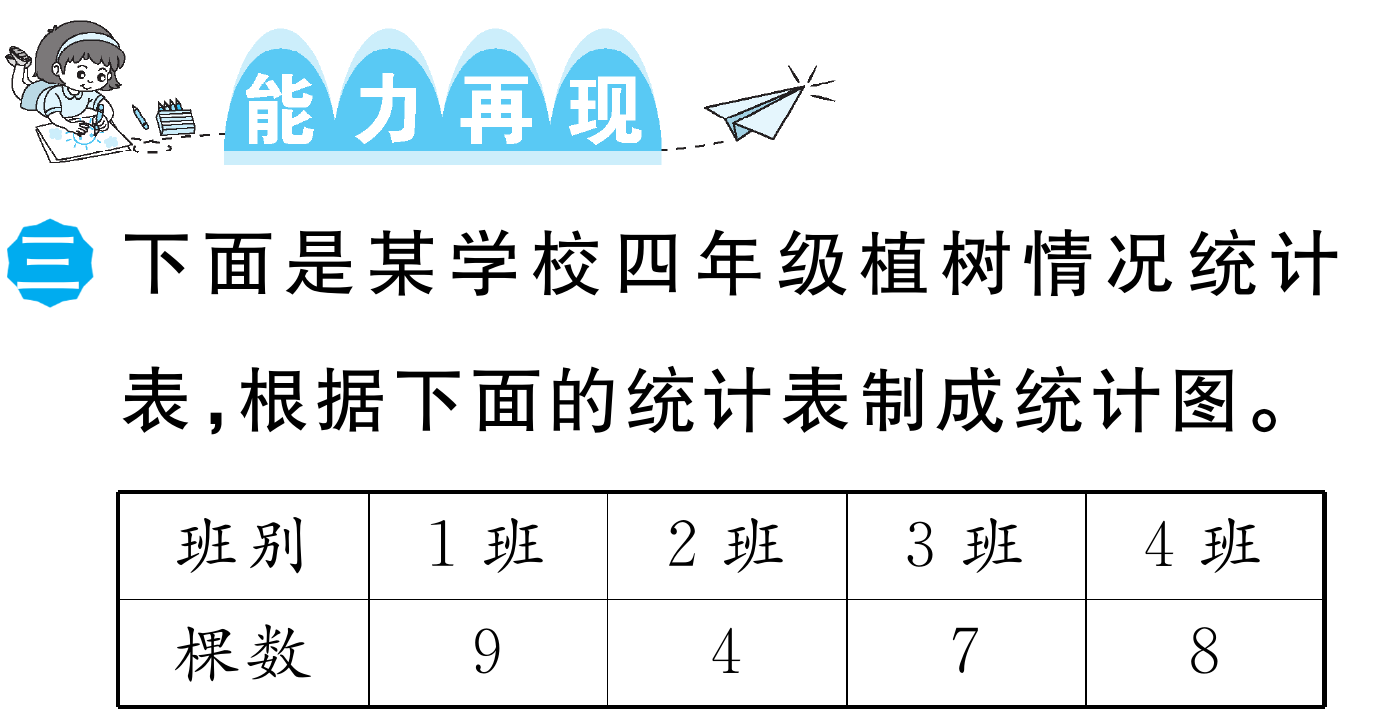 能力再现
三 下面是某学校四年级植树情况统计
表,根据下面的统计表制成统计图。
班别 1班 2班 3班 4班
棵数 9 4 7 8